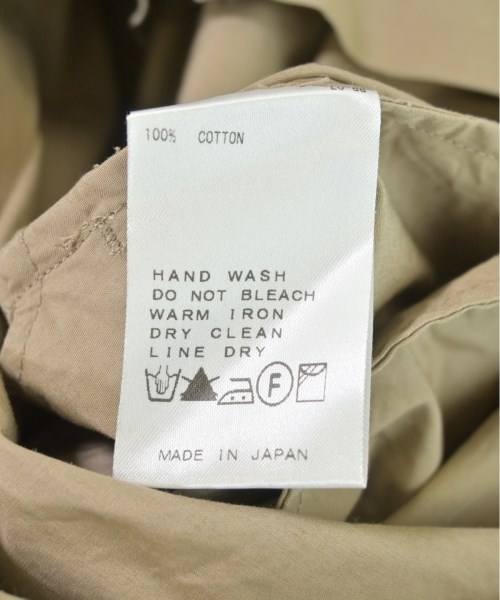 100% COTTON
HAND WASH
DO NOT BLEACH
WARM IRON
DRY CLEAN
LINE DRY
F
MADE IN JAPAN